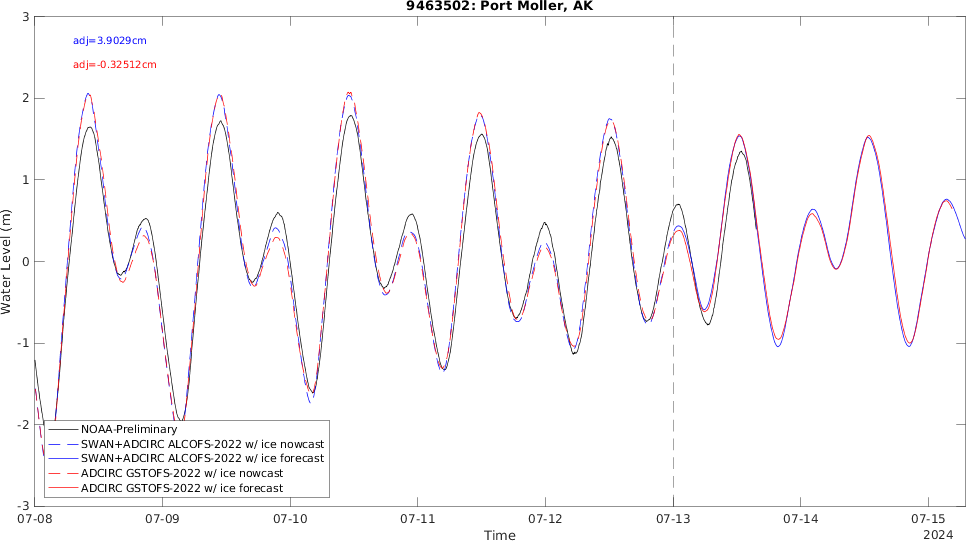 9463502: Port Moller, AK
adj=3.9029cm
adj=-0.32512cm
Water Level (m)
3
2
1
0
-1
-2
-3
NOAA-Preliminary
SWAN+ADCIRC ALCOFS-2022 w/ ice nowcast
SWAN+ADCIRC ALCOFS-2022 w/ ice forecast
ADCIRC GSTOFS-2022 w/ ice nowcast
ADCIRC GSTOFS-2022 w/ ice forecast
07-08 07-09 07-10 07-11 07-12 07-13 07-14 07-15
Time
2024